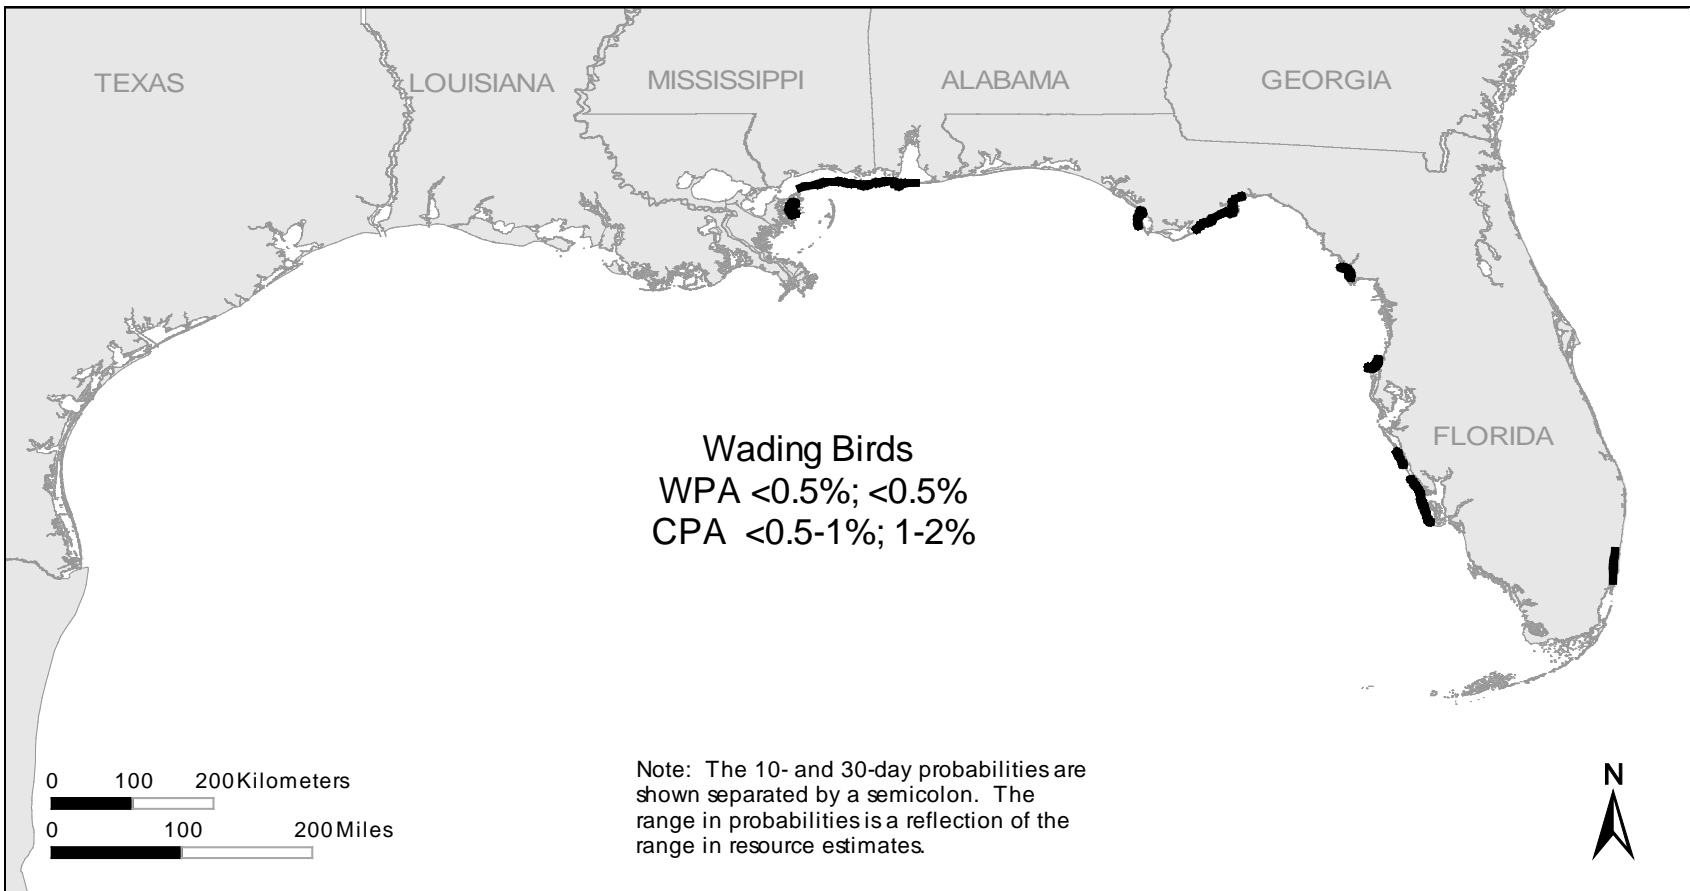 TEXAS
LOUISIANA
MISSISSIPPI
ALABAMA
GEORGIA
FLORIDA
Wading Birds
WPA <0.5%; <0.5%
CPA <0.5-1%; 1-2%
0 100 200 Kilometers
0 100 200 Miles
Note: The 10- and 30-day probabilities are
shown separated by a semicolon. The
range in probabilities is a reflection of the
range in resource estimates.
N